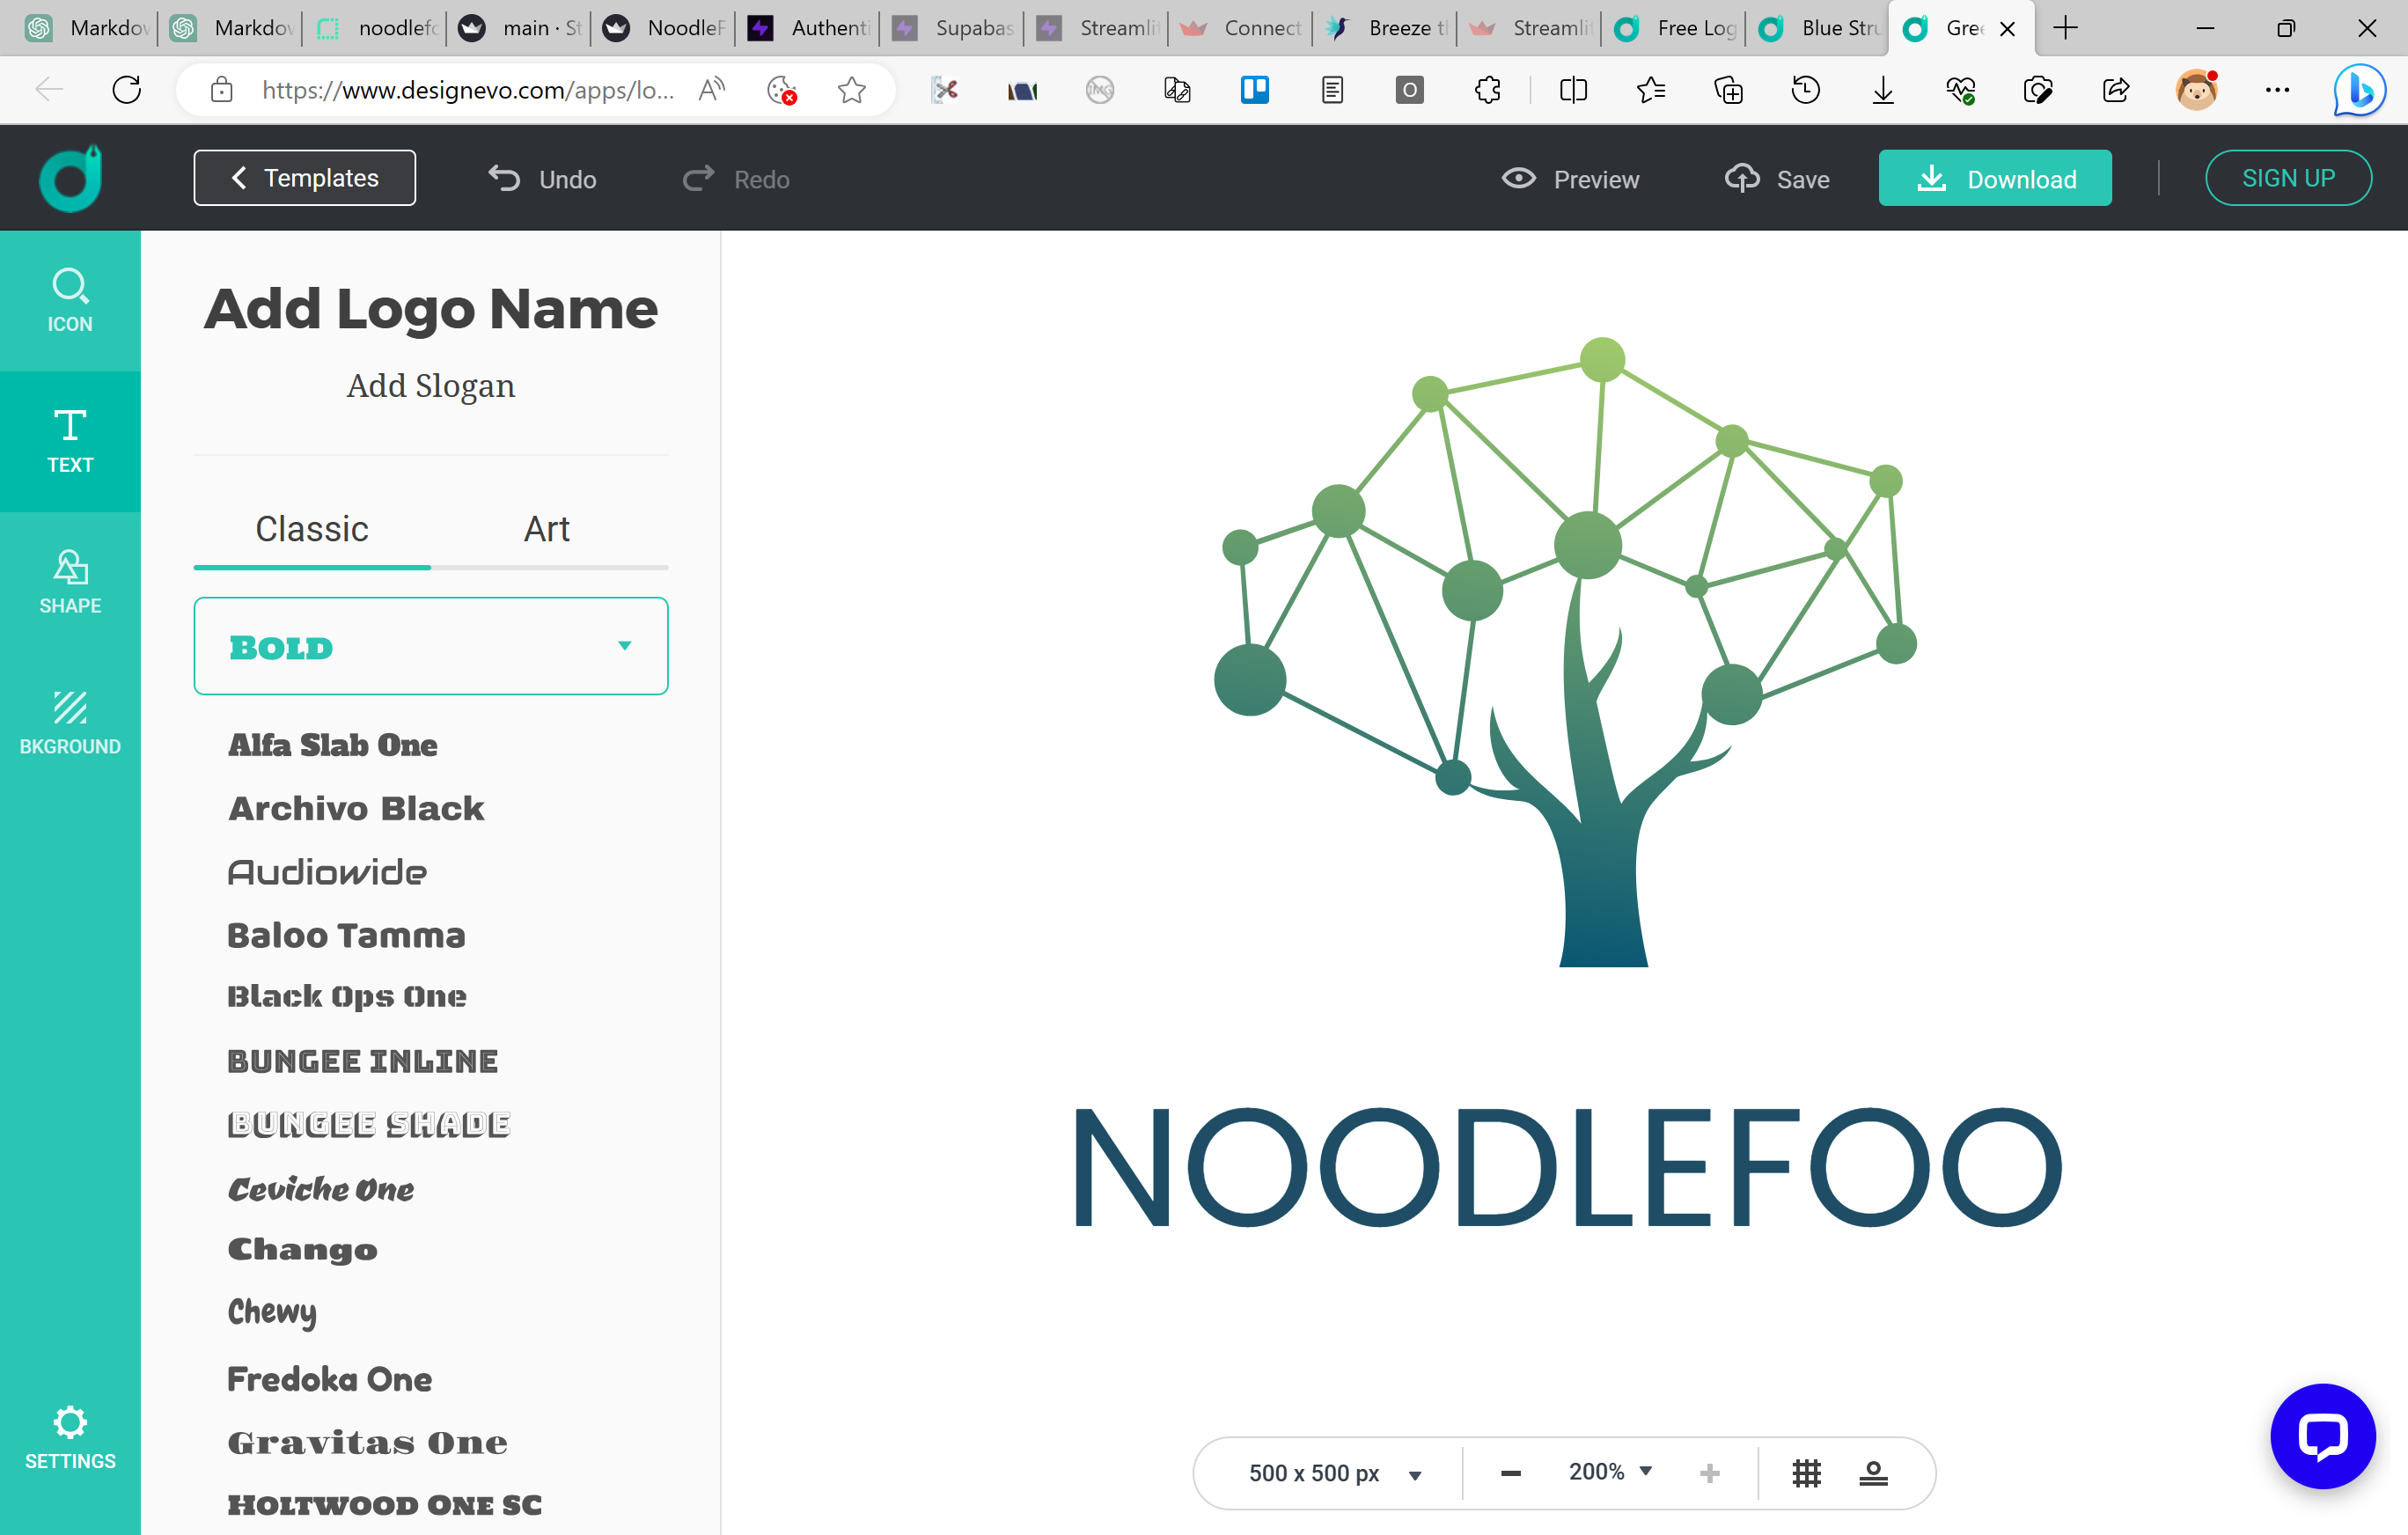 Markdov
Markdov
noodlefo
main · St
NoodleF
Authenti
Supabas
Streamli
Connect
Breeze t
Streamlit
Free Log
Blue Stru
Gree
https://www.designevo.com/apps/lo...
Templates
Undo
Redo
Preview
Save
Download
SIGN UP
ICON
TEXT
SHAPE
BKGROUND
SETTINGS
Add Logo Name
Add Slogan
Classic
Art
BOLD
Alfa Slab One
Archivo Black
Audiowide
Baloo Tamma
Black Ops One
BUNGEE INLINE
BUNGEE SHADE
Ceviche One
Chango
Chewy
Fredoka One
Gravitas One
HOLTWOOD ONE SC
NOODLEFOO
500 x 500 px
200%